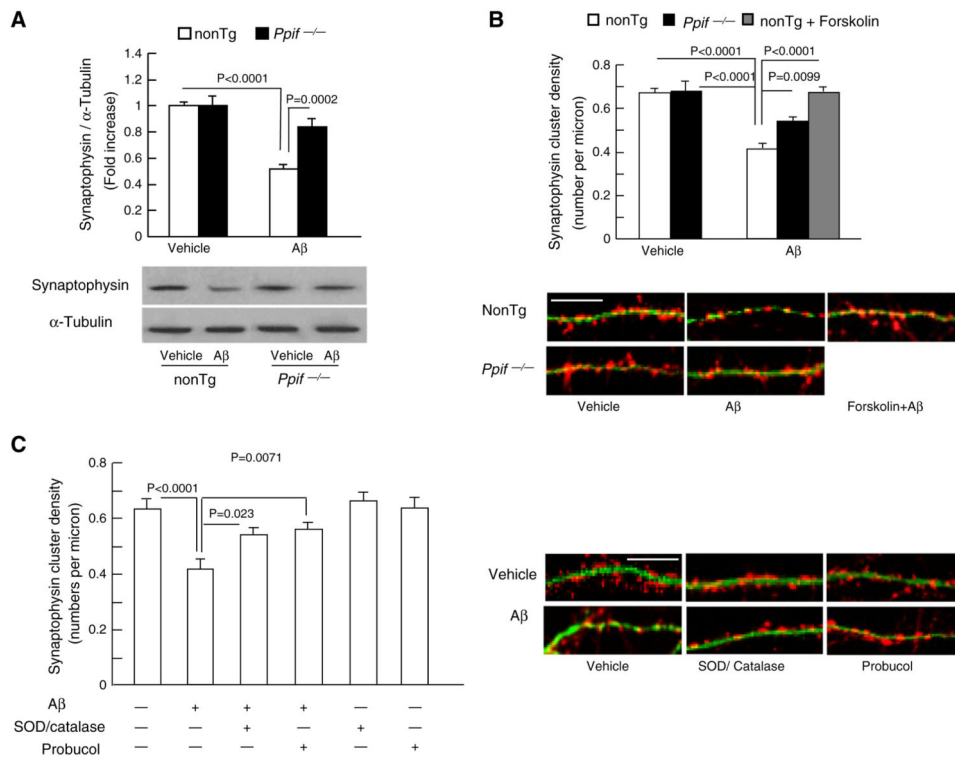 A
nonTg Ppif —/—
Synaptophysin / α-Tubulin
(Fold increase)
1.4
1.2
1
0.8
0.6
0.4
0.2
0
P<0.0001
P=0.0002
Vehicle Aβ
Synaptophysin
α-Tubulin
Vehicle Aβ Vehicle Aβ
nonTg Ppif —/—
B
nonTg Ppif —/— nonTg + Forskolin
Synaptophysin cluster density
(number per micron)
0.8
0.6
0.4
0.2
0
P<0.0001 P<0.0001
P<0.0001 P=0.0099
Vehicle Aβ
NonTg
Ppif —/—
Vehicle Aβ Forskolin+Aβ
C
Synaptophysin cluster density
(numbers per micron)
0.8
0.6
0.4
0.2
0
P=0.0071
P<0.0001
P=0.023
Aβ — + + + — —
SOD/catalase — — + — + —
Probucol — — — + — +
Vehicle
Aβ
Vehicle SOD/ Catalase Probucol